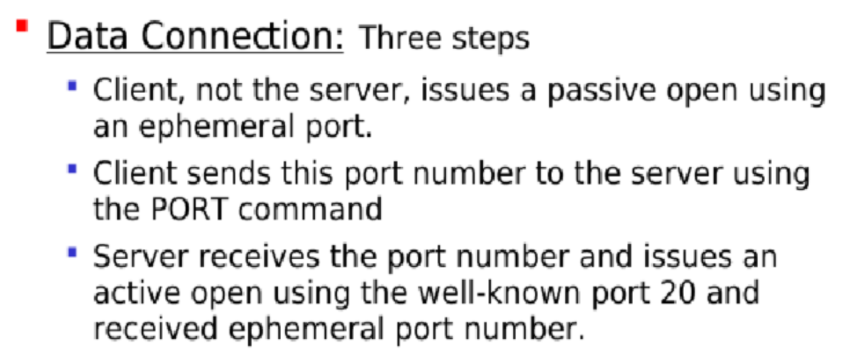 Data Connection: Three steps
Client, not the server, issues a passive open using
an ephemeral port.
Client sends this port number to the server using
the PORT command
Server receives the port number and issues an
active open using the well-known port 20 and
received ephemeral port number.